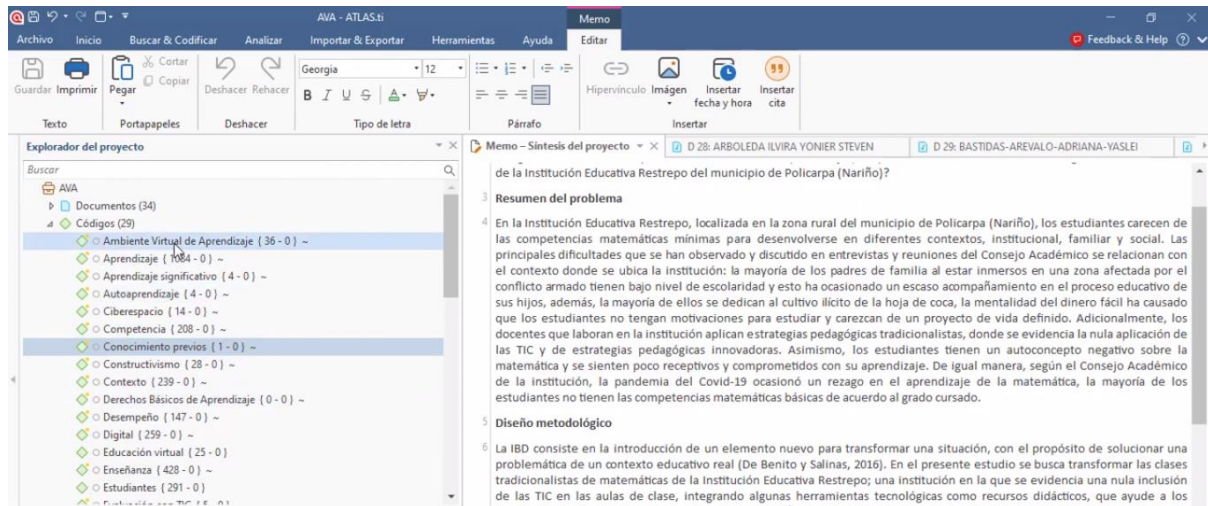 AVA - ATLAS.ti
Memo
Archivo Inicio Buscar & Codificar Analizar Importar & Exportar Herramientas Ayuda Editar Feedback & Help
Guardar Imprimir Pegar Cortar Copiar Deshacer Rehacer Georgia 12 Hipervínculo Imágen Insertar fecha y hora Insertar cita
Texto Portapapeles Deshacer Tipo de letra Párrafo Insertar
Explorador del proyecto
Buscar
AVA
Documentos (34)
Códigos (29)
Ambiente Virtual de Aprendizaje { 36 - 0 } ~
Aprendizaje { 1084 - 0 } ~
Aprendizaje significativo { 4 - 0 } ~
Autoaprendizaje { 4 - 0 } ~
Ciberespacio { 14 - 0 } ~
Competencia { 208 - 0 } ~
Conocimiento previos { 1 - 0 } ~
Constructivismo { 28 - 0 } ~
Contexto { 239 - 0 } ~
Derechos Básicos de Aprendizaje { 0 - 0 } ~
Desempeño { 147 - 0 } ~
Digital { 259 - 0 } ~
Educación virtual { 25 - 0 }
Enseñanza { 428 - 0 } ~
Estudiantes { 291 - 0 }
Memo – Síntesis del proyecto D 28: ARBOLEDA ILVIRA YONIER STEVEN D 29: BASTIDAS-AREVALO-ADRIANA-YASLEI
de la Institución Educativa Restrepo del municipio de Policarpa (Nariño)?
3 Resumen del problema
4 En la Institución Educativa Restrepo, localizada en la zona rural del municipio de Policarpa (Nariño), los estudiantes carecen de
las competencias matemáticas mínimas para desenvolverse en diferentes contextos, institucional, familiar y social. Las
principales dificultades que se han observado y discutido en entrevistas y reuniones del Consejo Académico se relacionan con
el contexto donde se ubica la institución: la mayoría de los padres de familia al estar inmersos en una zona afectada por el
conflicto armado tienen bajo nivel de escolaridad y esto ha ocasionado un escaso acompañamiento en el proceso educativo de
sus hijos, además, la mayoría de ellos se dedican al cultivo ilícito de la hoja de coca, la mentalidad del dinero fácil ha causado
que los estudiantes no tengan motivaciones para estudiar y carezcan de un proyecto de vida definido. Adicionalmente, los
docentes que laboran en la institución aplican estrategias pedagógicas tradicionalistas, donde se evidencia la nula aplicación de
las TIC y de estrategias pedagógicas innovadoras. Asimismo, los estudiantes tienen un autoconcepto negativo sobre la
matemática y se sienten poco receptivos y comprometidos con su aprendizaje. De igual manera, según el Consejo Académico
de la institución, la pandemia del Covid-19 ocasionó un rezago en el aprendizaje de la matemática, la mayoría de los
estudiantes no tienen las competencias matemáticas básicas de acuerdo al grado cursado.
5 Diseño metodológico
6 La IBD consiste en la introducción de un elemento nuevo para transformar una situación, con el propósito de solucionar una
problemática de un contexto educativo real (De Benito y Salinas, 2016). En el presente estudio se busca transformar las clases
tradicionalistas de matemáticas de la Institución Educativa Restrepo; una institución en la que se evidencia una nula inclusión
de las TIC en las aulas de clase, integrando algunas herramientas tecnológicas como recursos didácticos, que ayude a los